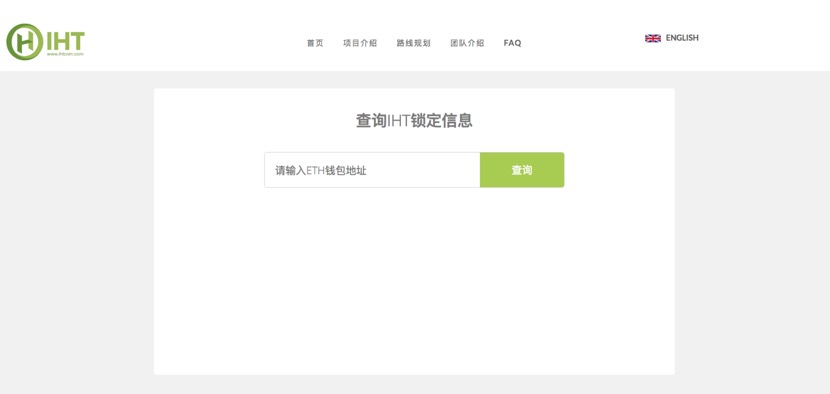 IHT
www.ihtcoin.com
首页 项目介绍 路线规划 团队介绍 FAQ
ENGLISH
查询IHT锁定信息
请输入ETH钱包地址 查询